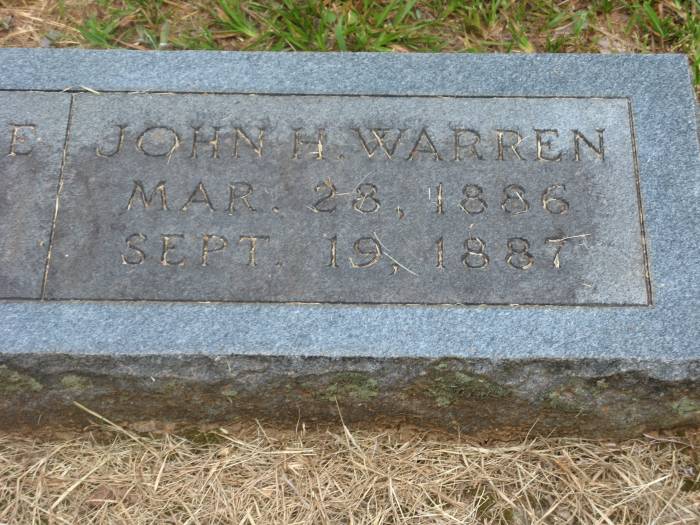 E
JOHN H. WARREN
MAR. 28, 1886
SEPT. 19, 1887